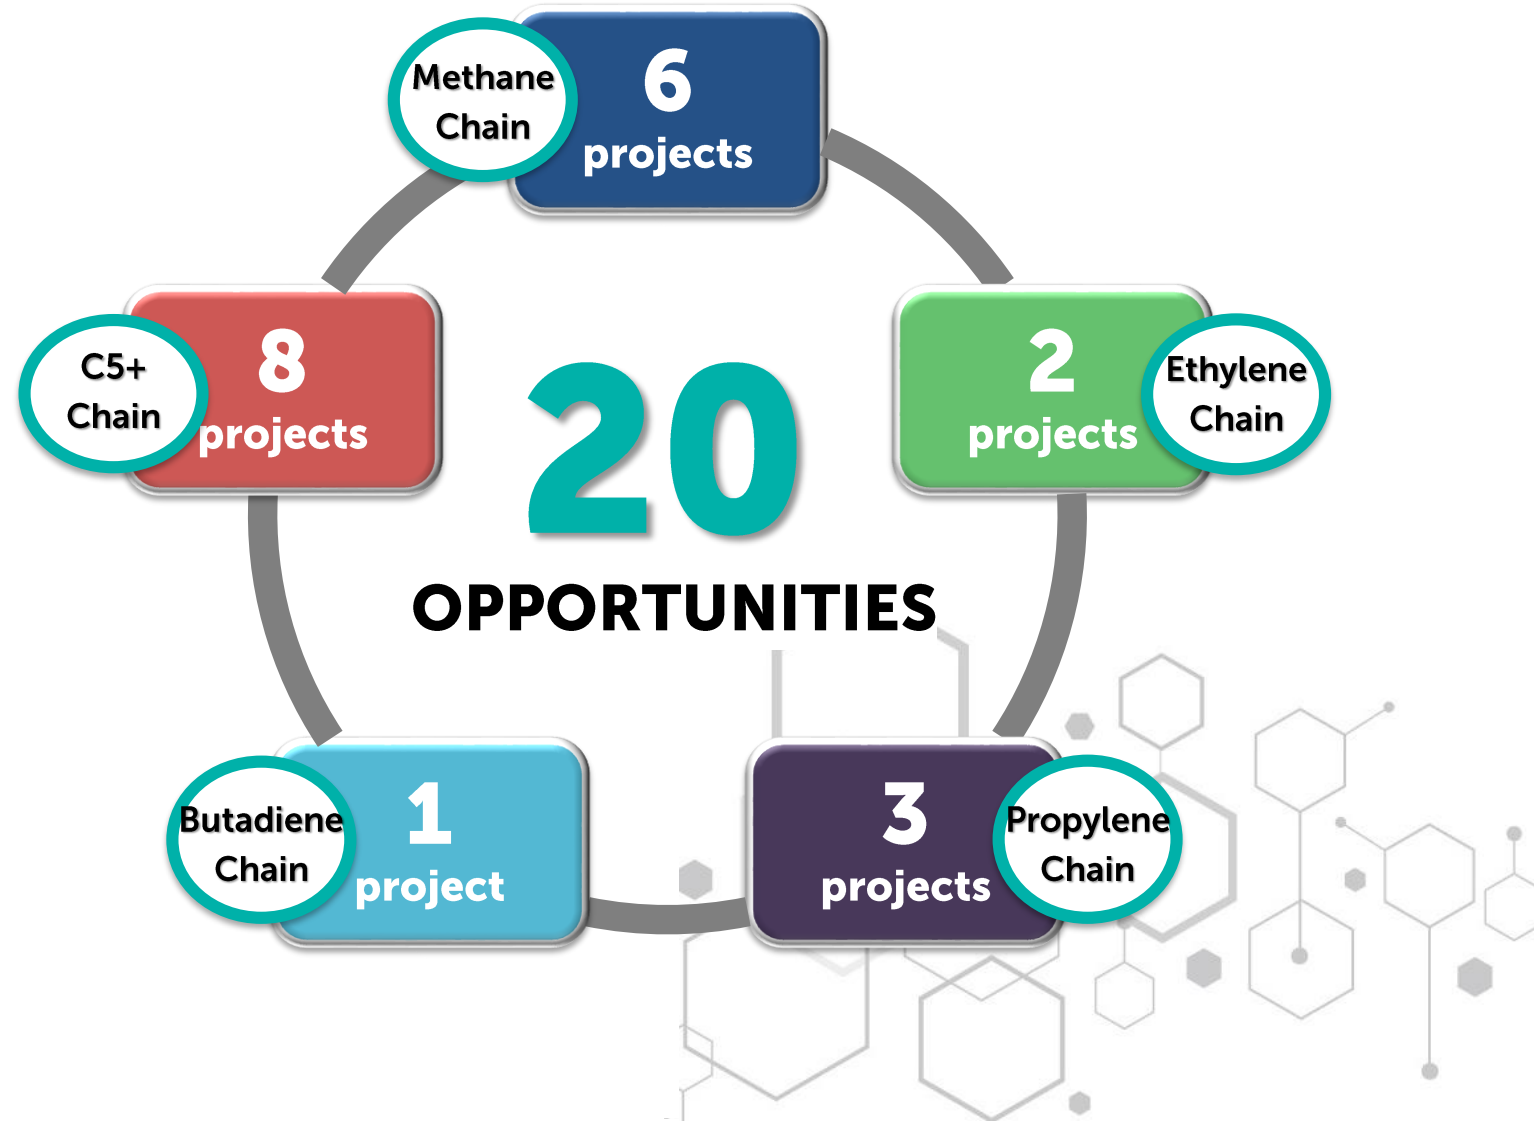 Methane
Chain
6
projects
2
projects
Ethylene
Chain
C5+
Chain
8
projects
20
OPPORTUNITIES
Butadiene
Chain
1
project
3
projects
Propylene
Chain